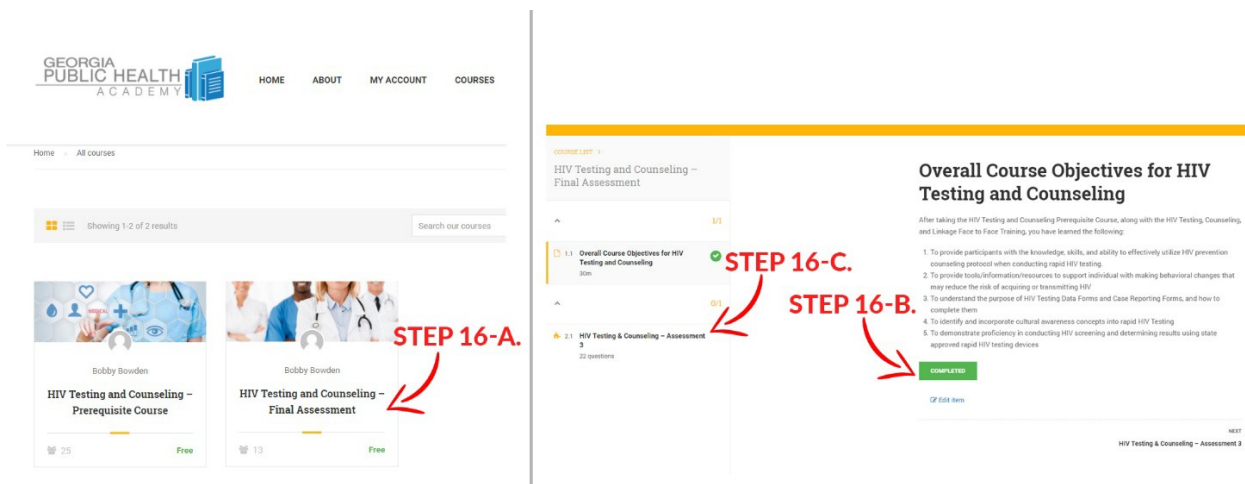 GEORGIA
PUBLIC HEALTH
ACADEMY
HOME ABOUT MY ACCOUNT COURSES
Home All courses
Showing 1-2 of 2 results
Search our courses
MEDICAL
STEP 16-A.
Bobby Bowden
HIV Testing and Counseling –
Prerequisite Course
25 Free
Bobby Bowden
HIV Testing and Counseling –
Final Assessment
13 Free
COURSE LIST
HIV Testing and Counseling –
Final Assessment
1/1
1.1 Overall Course Objectives for HIV
Testing and Counseling
30m
STEP 16-C.
0/1
2.1 HIV Testing & Counseling – Assessment
3
22 questions
STEP 16-B.
Overall Course Objectives for HIV
Testing and Counseling
After taking the HIV Testing and Counseling Prerequisite Course, along with the HIV Testing, Counseling,
and Linkage Face to Face Training, you have learned the following:
1. To provide participants with the knowledge, skills, and ability to effectively utilize HIV prevention
counseling protocol when conducting rapid HIV testing.
2. To provide tools/information/resources to support individual with making behavioral changes that
may reduce the risk of acquiring or transmitting HIV
3. To understand the purpose of HIV Testing Data Forms and Case Reporting Forms, and how to
complete them
4. To identify and incorporate cultural awareness concepts into rapid HIV Testing
5. To demonstrate proficiency in conducting HIV screening and determining results using state
approved rapid HIV testing devices
COMPLETED
Edit item
NEXT
HIV Testing & Counseling – Assessment 3